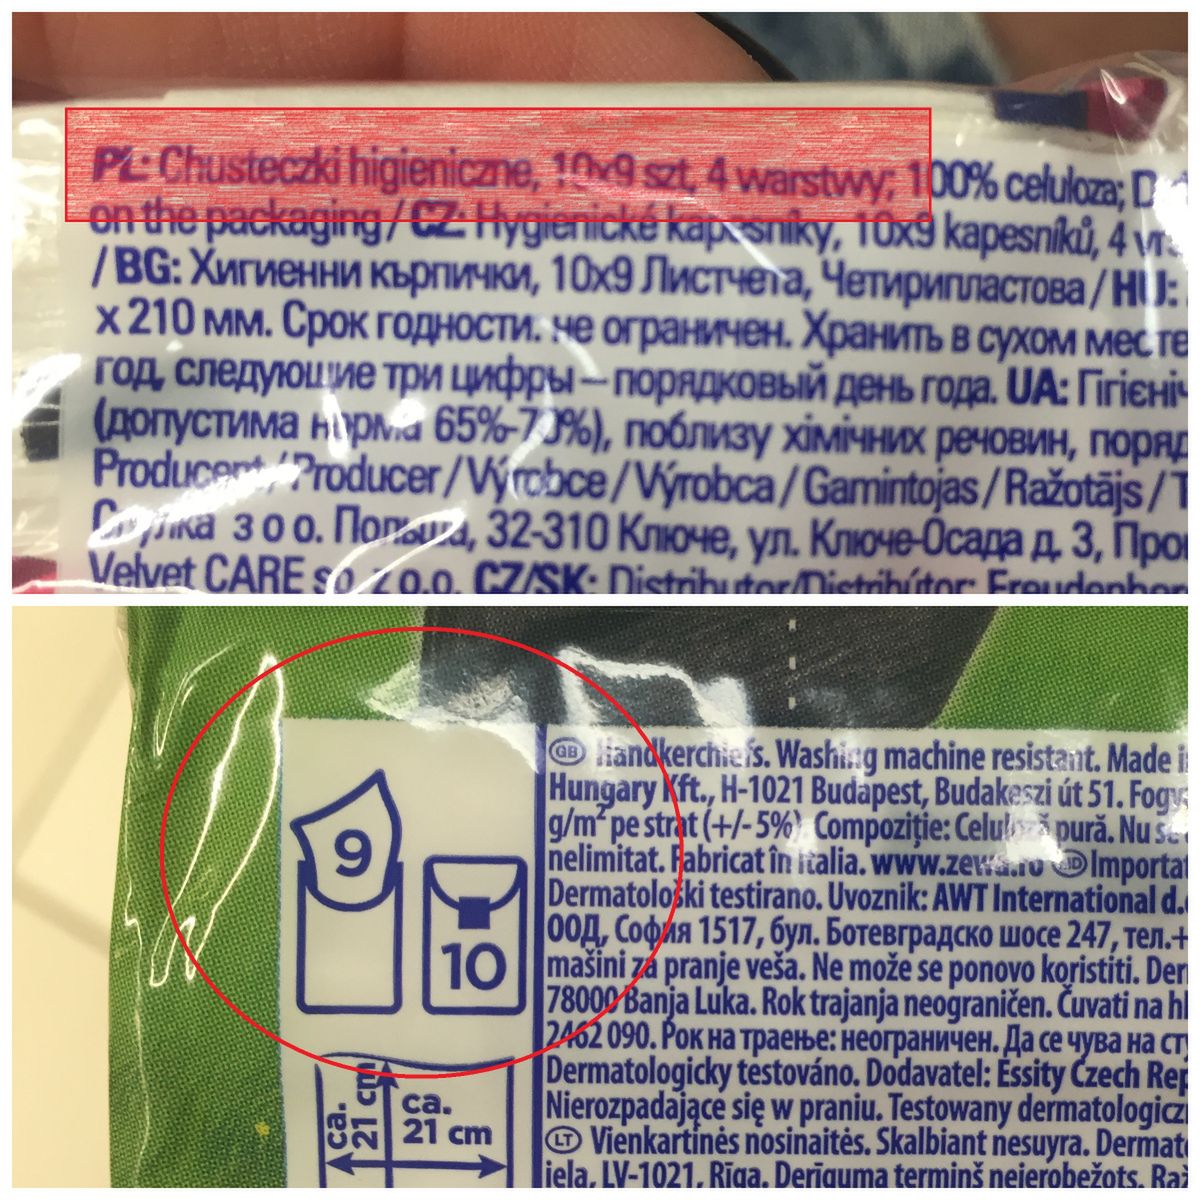 PL: Chusteczki higieniczne, 10x9 szt, 4 warstwy; 100% celuloza;
on the packaging / CZ: Hygienické kapesníky, 10x9 kapesníků, 4
/ BG: Хигиенни кърпички, 10x9 Листчета, Четирипластова / HU:
x 210 мм. Срок годности: не ограничен. Хранить в сухом месте
год, следующие три цифры – порядковый день года. UA:
(допустима норма 65%-70%), поблизу хімічних речовин,
Producent / Producer / Výrobce / Výrobca / Gamintojas / Ražotājs /
Спулка з о о. Польша, 32-310 Ключе, ул. Ключе-Осада д. 3,
Velvet CARE sp. z o.o. CZ/SK: Distributor/Distribútor:
9
10
ca.
21 cm
ca.
21 cm
GB Handkerchiefs. Washing machine resistant. Made
Hungary Kft., H-1021 Budapest, Budakeszi út 51.
g/m² pe strat (+/- 5%). Compoziție: Celuloză pură. Nu
nelimitat. Fabricat în Italia. www.zewa.ro
Dermatološki testirano. Uvoznik: AWT International
ООД, София 1517, бул. Ботевградско шосе 247, тел.+
mašini za pranje veša. Ne može se ponovo koristiti.
78000 Banja Luka. Rok trajanja neograničen. Čuvati na
2462 090. Рок на траење: неограничен. Да се чува на
Dermatologicky testováno. Dodavatel: Essity Czech
Nierozpadające się w praniu. Testowany
LT Vienkartinės nosinaitės. Skalbiant nesuyra.
iela, LV-1021, Rīga. Derīguma termiņš neierobežots.